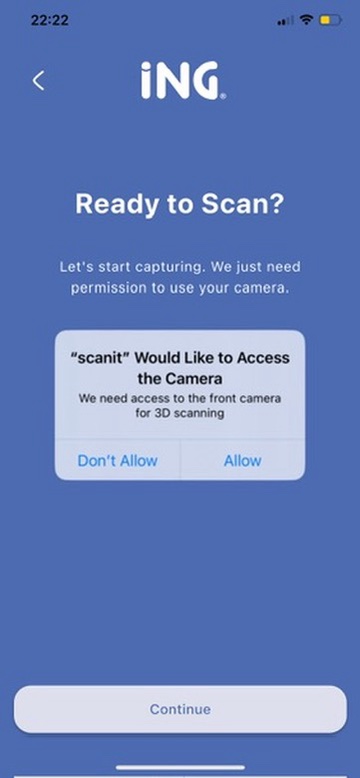 22:22
iNG®
Ready to Scan?
Let's start capturing. We just need
permission to use your camera.
“scanit” Would Like to Access
the Camera
We need access to the front camera
for 3D scanning
Don’t Allow
Allow
Continue